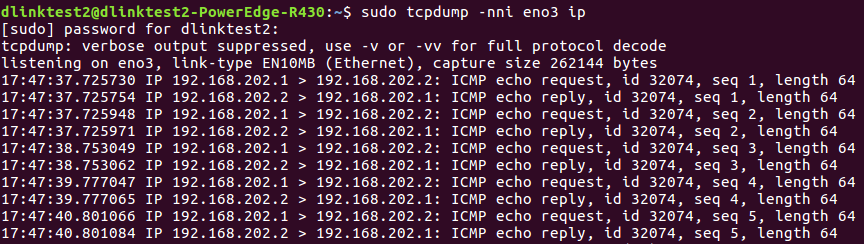 dlinktest2@dlinktest2-PowerEdge-R430:~$ sudo tcpdump -nni eno3 ip
[sudo] password for dlinktest2:
tcpdump: verbose output suppressed, use -v or -vv for full protocol decode
listening on eno3, link-type EN10MB (Ethernet), capture size 262144 bytes
17:47:37.725730 IP 192.168.202.1 > 192.168.202.2: ICMP echo request, id 32074, seq 1, length 64
17:47:37.725754 IP 192.168.202.2 > 192.168.202.1: ICMP echo reply, id 32074, seq 1, length 64
17:47:37.725948 IP 192.168.202.1 > 192.168.202.2: ICMP echo request, id 32074, seq 2, length 64
17:47:37.725971 IP 192.168.202.2 > 192.168.202.1: ICMP echo reply, id 32074, seq 2, length 64
17:47:38.753049 IP 192.168.202.1 > 192.168.202.2: ICMP echo request, id 32074, seq 3, length 64
17:47:38.753062 IP 192.168.202.2 > 192.168.202.1: ICMP echo reply, id 32074, seq 3, length 64
17:47:39.777047 IP 192.168.202.1 > 192.168.202.2: ICMP echo request, id 32074, seq 4, length 64
17:47:39.777065 IP 192.168.202.2 > 192.168.202.1: ICMP echo reply, id 32074, seq 4, length 64
17:47:40.801066 IP 192.168.202.1 > 192.168.202.2: ICMP echo request, id 32074, seq 5, length 64
17:47:40.801084 IP 192.168.202.2 > 192.168.202.1: ICMP echo reply, id 32074, seq 5, length 64